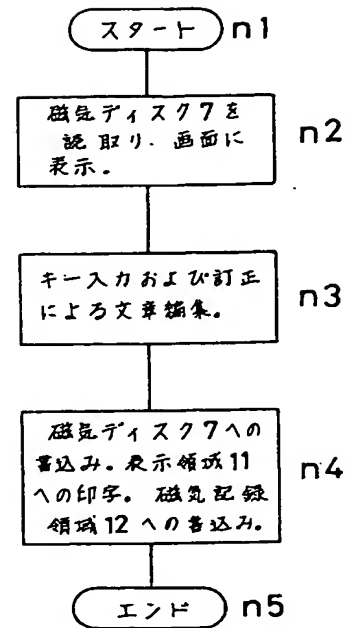 スタート n1
磁気ディスク7を
読取り、画面に
表示。
n2
キー入力および訂正
による文章編集。
n3
磁気ディスク7への
書込み。表示領域11
への印字。磁気記録
領域12への書込み。
n4
エンド n5